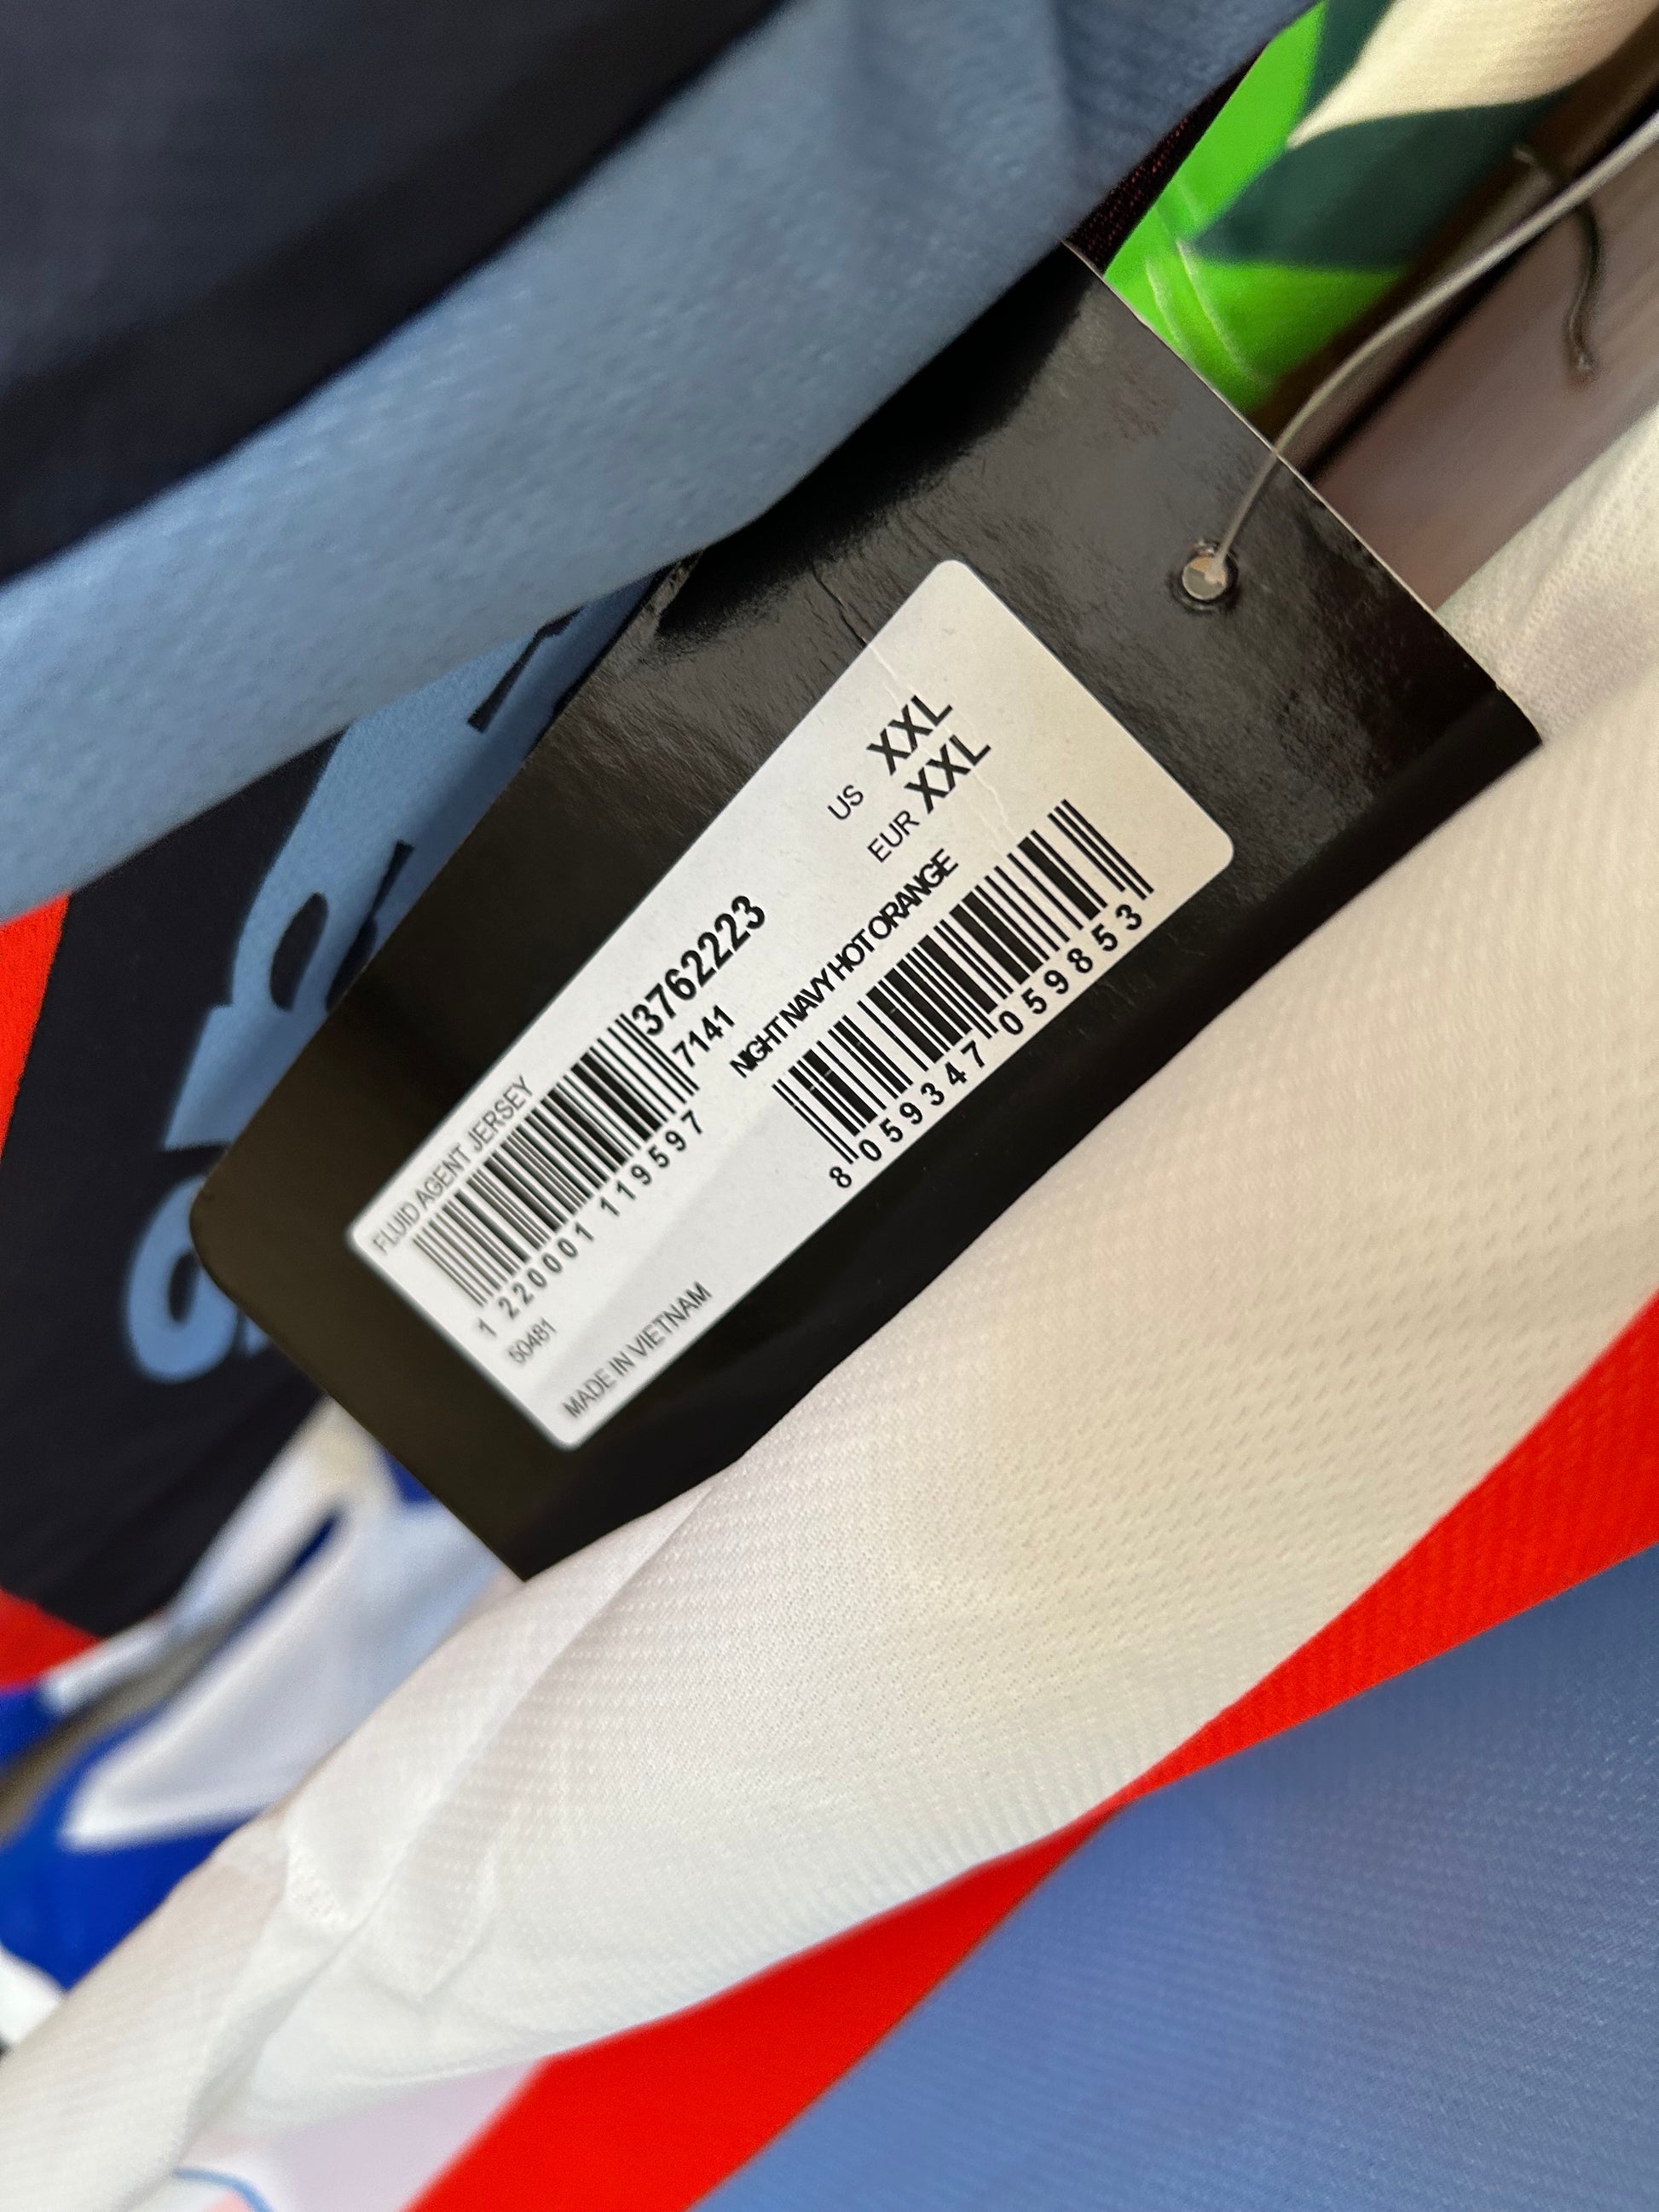 US XXL
EUR XXL
FLUID AGENT JERSEY
3762223
7141
1 220001 119597
NIGHT NAVY HOT ORANGE
50481
8 059347 059853
MADE IN VIETNAM